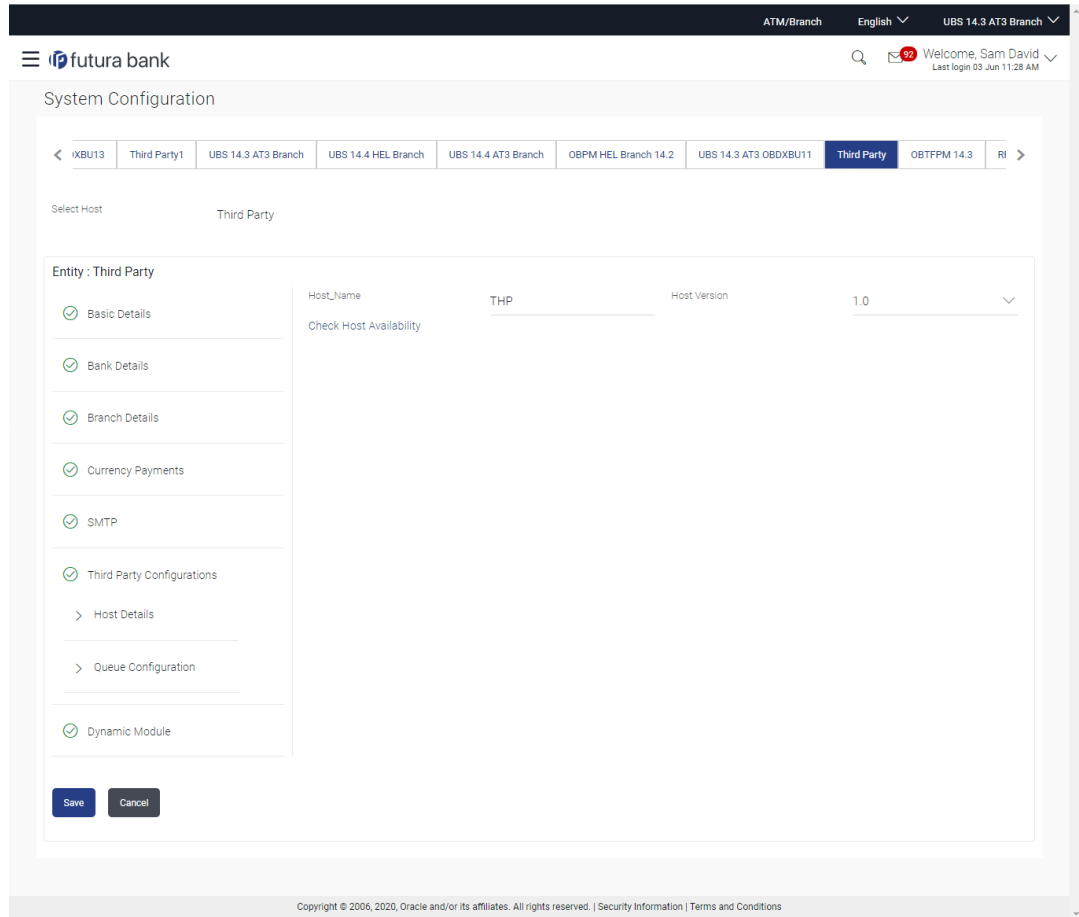 ATM/Branch English UBS 14.3 AT3 Branch
futura bank 92 Welcome, Sam David
Last login 03 Jun 11:28 AM
System Configuration
XBU13 Third Party1 UBS 14.3 AT3 Branch UBS 14.4 HEL Branch UBS 14.4 AT3 Branch OBPM HEL Branch 14.2 UBS 14.3 AT3 OBDXBU11 Third Party OBTFPM 14.3
Select Host Third Party
Entity : Third Party
Host_Name THP Host Version 1.0
Check Host Availability
Basic Details
Bank Details
Branch Details
Currency Payments
SMTP
Third Party Configurations
Host Details
Queue Configuration
Dynamic Module
Save Cancel
Copyright © 2006, 2020, Oracle and/or its affiliates. All rights reserved. | Security Information | Terms and Conditions